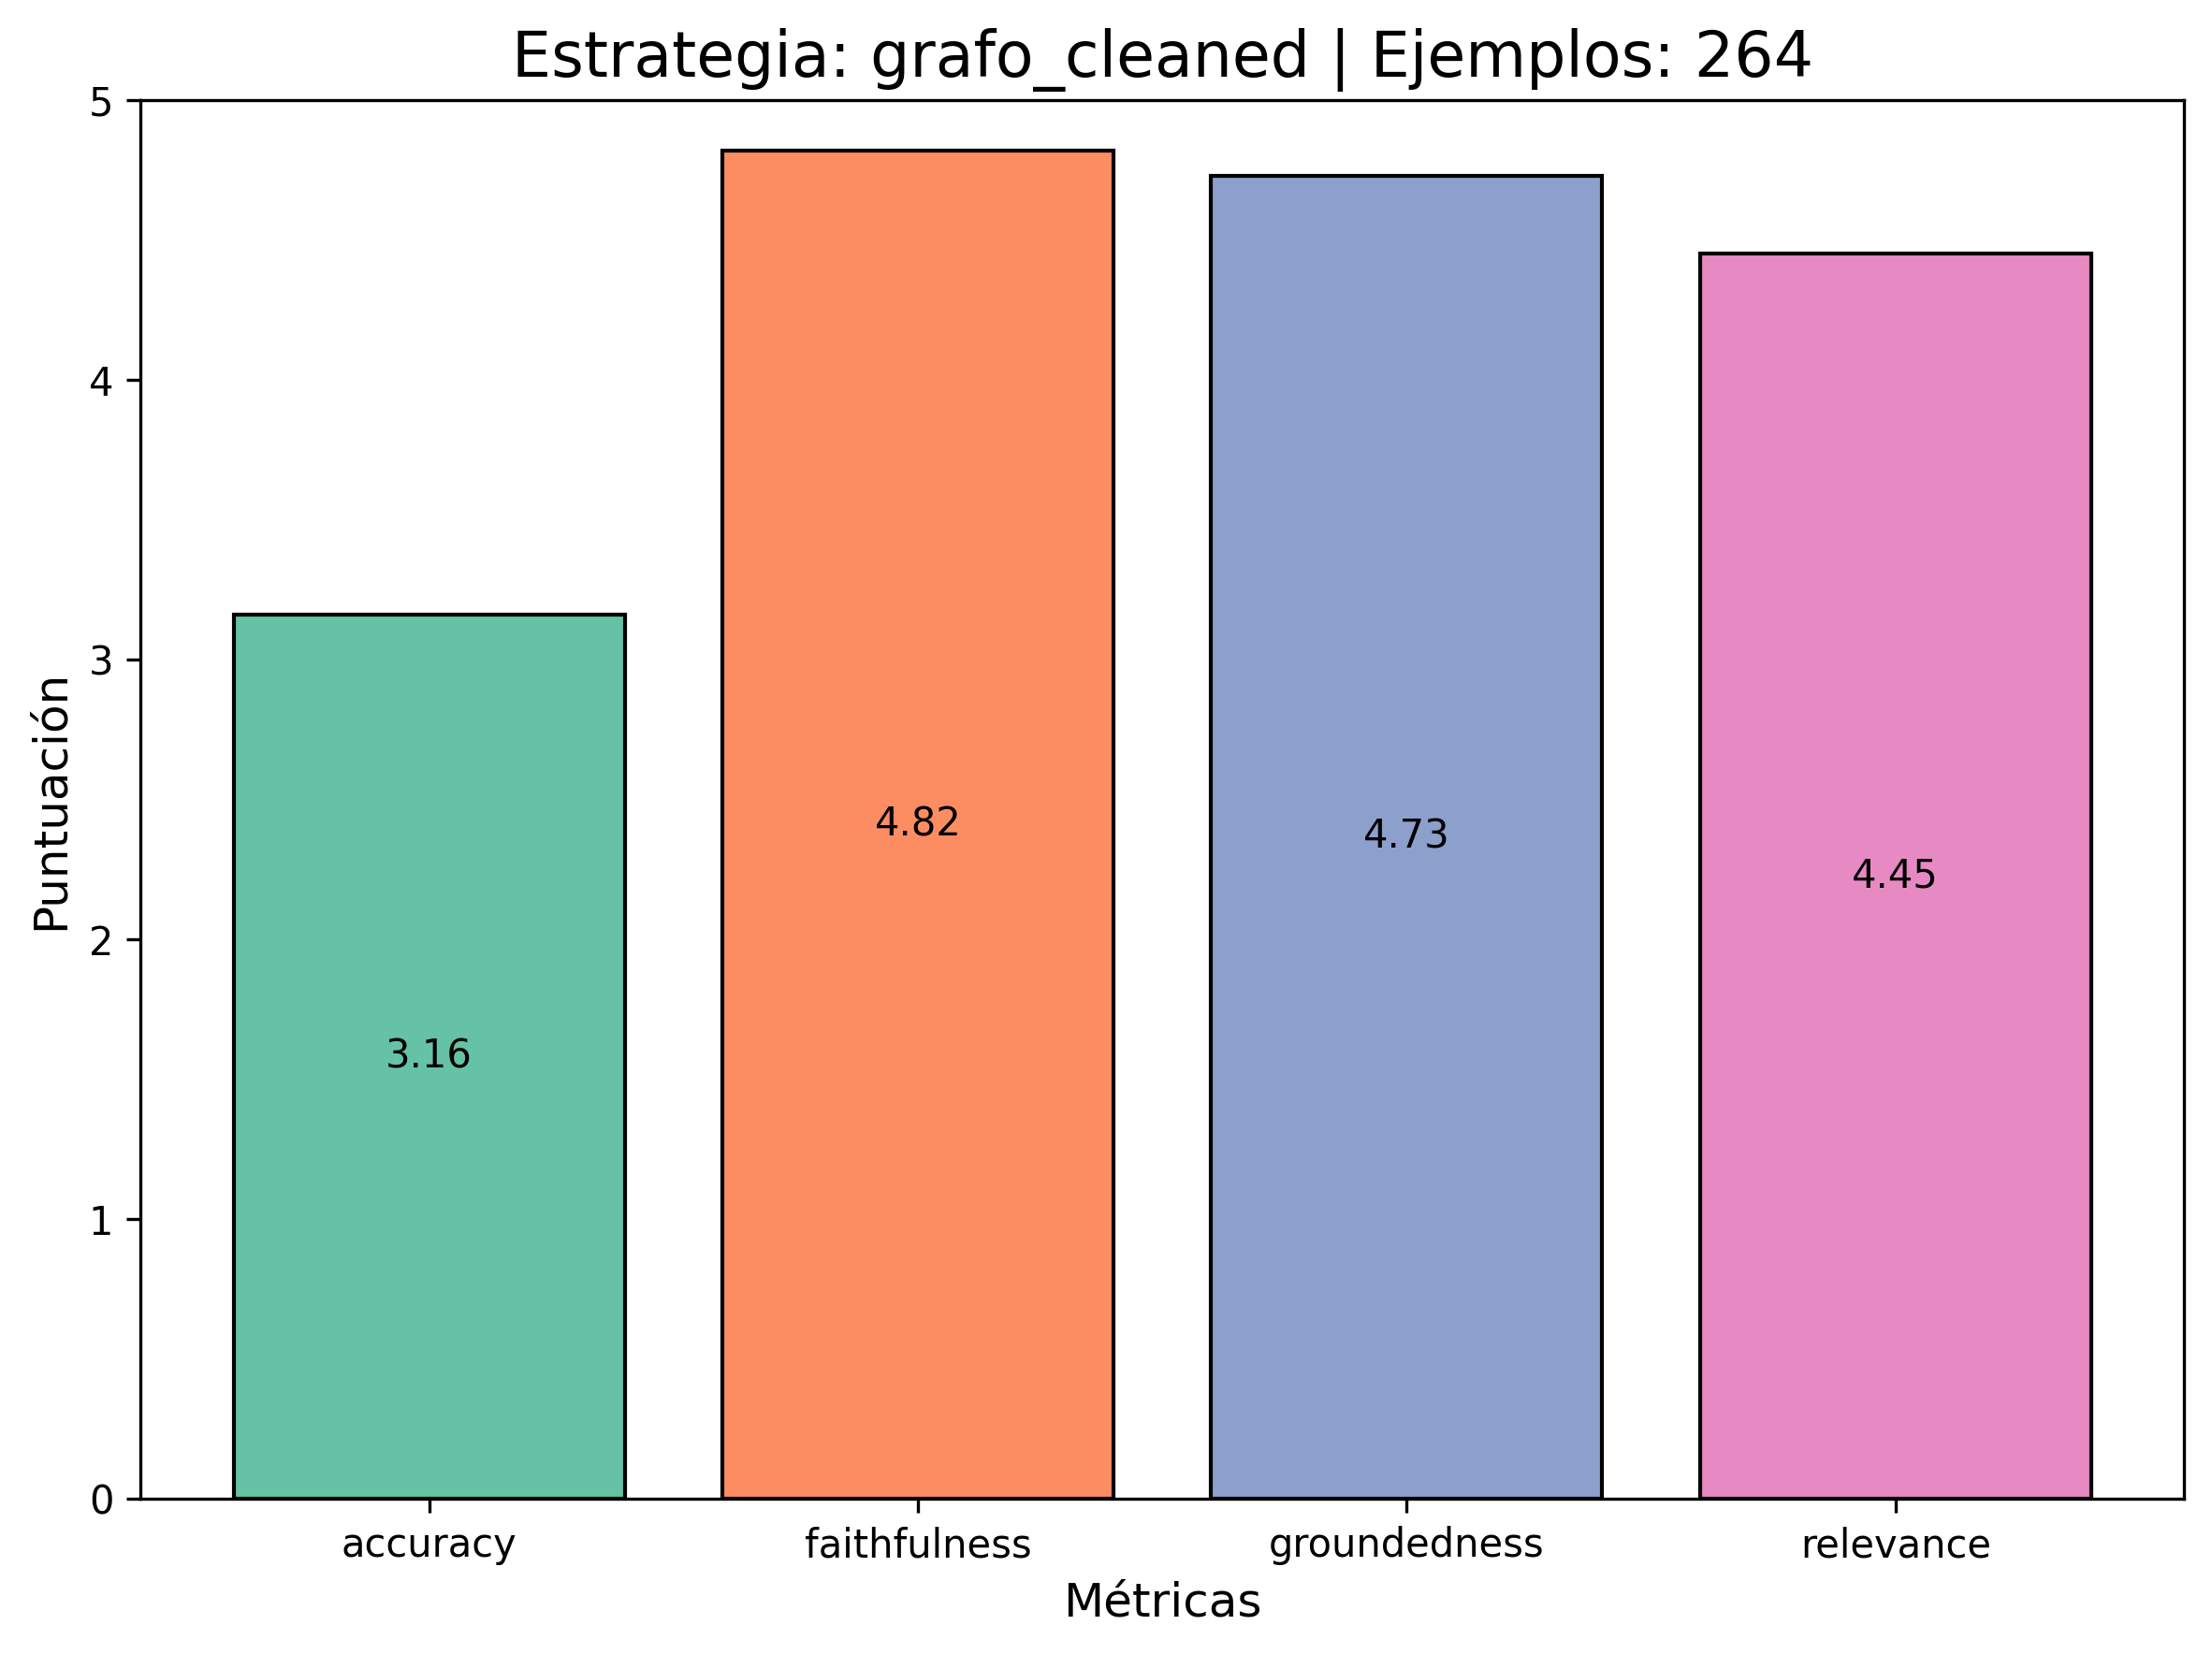 Estrategia: grafo_cleaned | Ejemplos: 264
5
4
3
2
1
0
Puntuación
3.16
4.82
4.73
4.45
accuracy
faithfulness
groundedness
relevance
Métricas